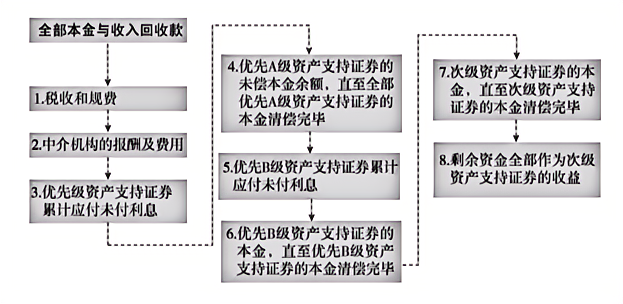 全部本金与收入回收款
1.税收和规费
2.中介机构的报酬及费用
3.优先级资产支持证券
累计应付未付利息
4.优先A级资产支持证券的
未偿本金余额，直至全部
优先A级资产支持证券的
本金清偿完毕
5.优先B级资产支持证券累计
应付未付利息
6.优先B级资产支持证券的
本金，直至优先B级资产
支持证券的本金清偿完毕
7.次级资产支持证券的本
金，直至次级资产支持
证券的本金清偿完毕
8.剩余资金全部作为次级
资产支持证券的收益